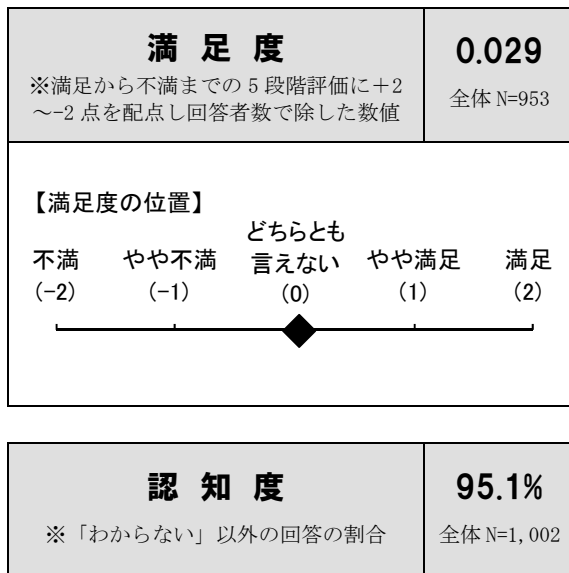 満足度
0.029
※満足から不満までの5段階評価に+2
～-2点を配点し回答者数で除した数値
全体 N=953
【満足度の位置】
不満 やや不満 どちらとも言えない やや満足 満足
(-2) (-1) (0) (1) (2)
認知度
95.1%
※「わからない」以外の回答の割合
全体 N=1,002